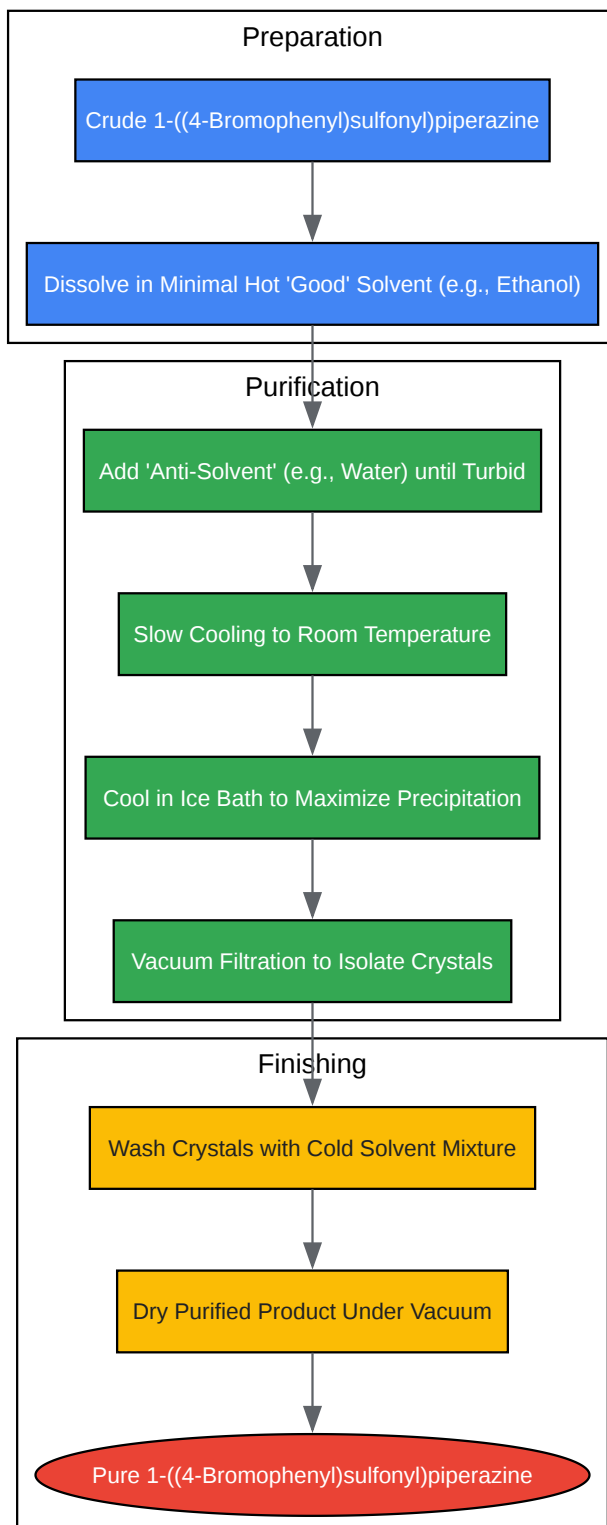 Preparation
Crude 1-((4-Bromophenyl)sulfonyl)piperazine
Dissolve in Minimal Hot 'Good' Solvent (e.g., Ethanol)
Purification
Add 'Anti-Solvent' (e.g., Water) until Turbid
Slow Cooling to Room Temperature
Cool in Ice Bath to Maximize Precipitation
Vacuum Filtration to Isolate Crystals
Finishing
Wash Crystals with Cold Solvent Mixture
Dry Purified Product Under Vacuum
Pure 1-((4-Bromophenyl)sulfonyl)piperazine